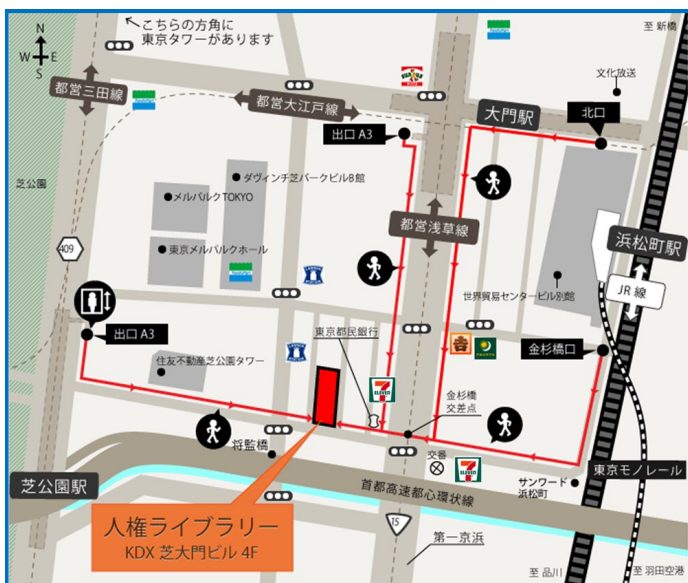 N
W E
S
こちらの方角に
東京タワーがあります
至 新橋
文化放送
都営三田線
都営大江戸線
大門駅
北口
出口 A3
芝公園
ダヴィンチ芝パークビルB館
メルパルクTOKYO
東京メルパルクホール
都営浅草線
浜松町駅
409
JR 線
世界貿易センタービル別館
出口 A3
東京都民銀行
金杉橋口
住友不動産芝公園タワー
金杉橋
交差点
将監橋
交番
サンワード
浜松町
東京モノレール
芝公園駅
首都高速都心環状線
人権ライブラリー
KDX 芝大門ビル 4F
15
第一京浜
至 品川
至 羽田空港